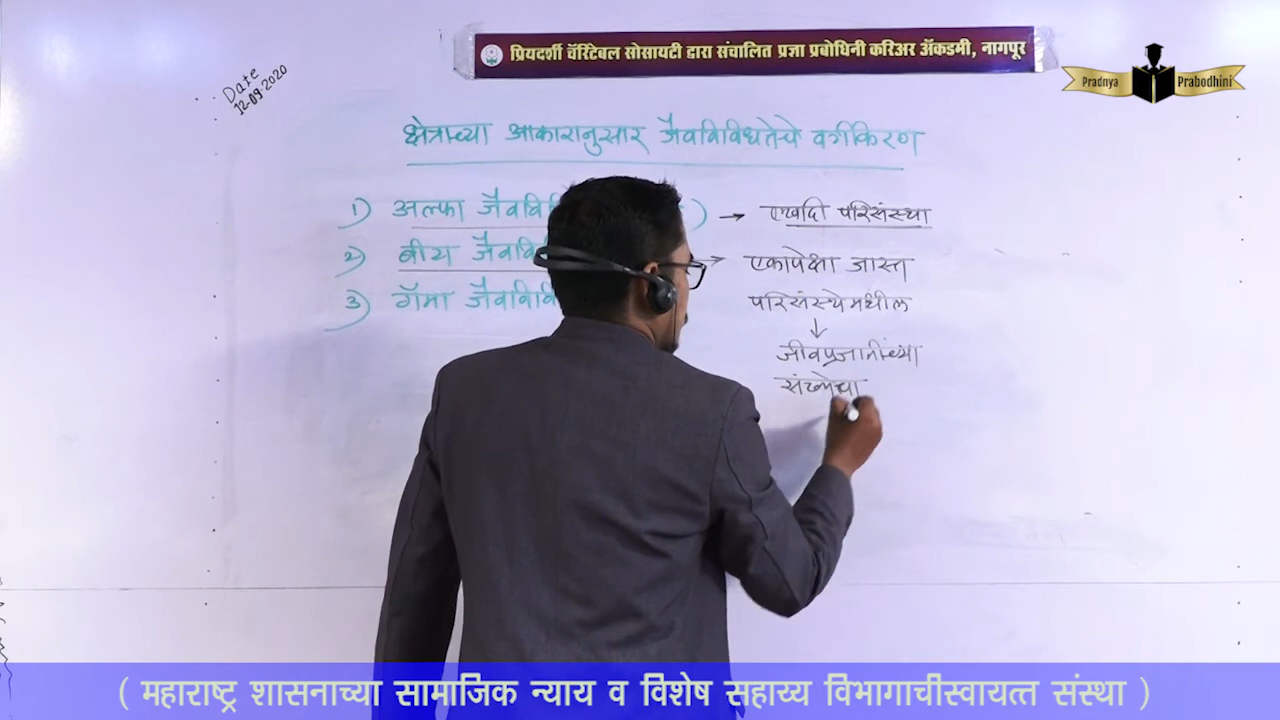 प्रियदर्शी चॅरिटेबल सोसायटी द्वारा संचालित प्रज्ञा प्रबोधिनी करिअर अ‍ॅकडमी, नागपूर
Pradnya Prabodhini
Date
12-09-2020
क्षेत्राच्या आकारानुसार जैवविविधतेचे वर्गीकरण
1) अल्फा जैववि ) → एखादी परिसंस्था
2) बीटा जैववि → एकापेक्षा जास्त
3) गॅमा जैववि परिसंस्थेमधील
↓
जीवप्रजातींच्या
संख्येचा
( महाराष्ट्र शासनाच्या सामाजिक न्याय व विशेष सहाय्य विभागाचीस्वायत्त संस्था )